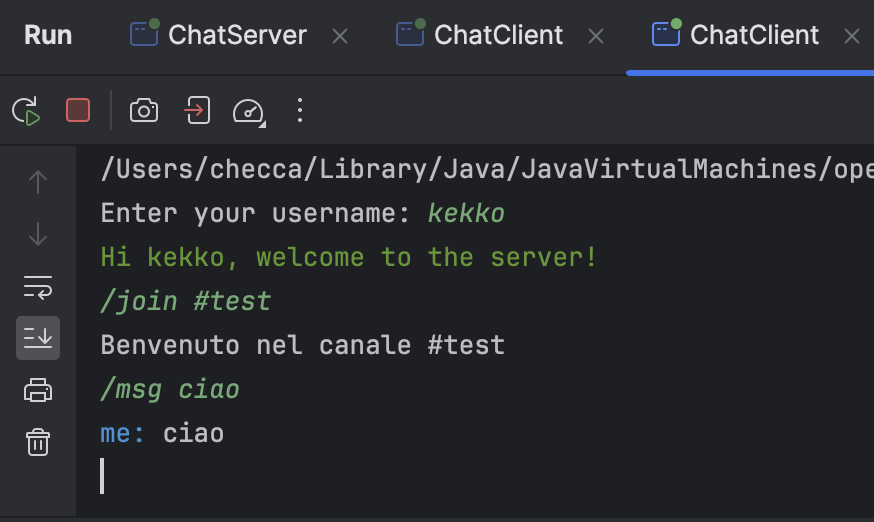 Run ChatServer ChatClient ChatClient
/Users/checca/Library/Java/JavaVirtualMachines/ope
Enter your username: kekko
Hi kekko, welcome to the server!
/join #test
Benvenuto nel canale #test
/msg ciao
me: ciao